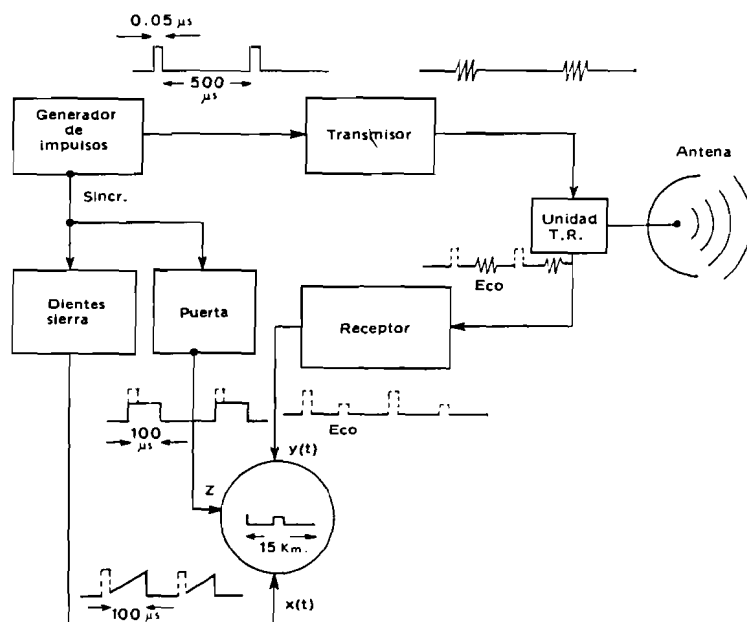 0.05 μs
500
μs
Generador
de
impulsos
Transmisor
Antena
Sincr.
Unidad
T.R.
Eco
Dientes
sierra
Puerta
Receptor
100
μs
Eco
y(t)
Z
15 Km.
100
μs
x(t)